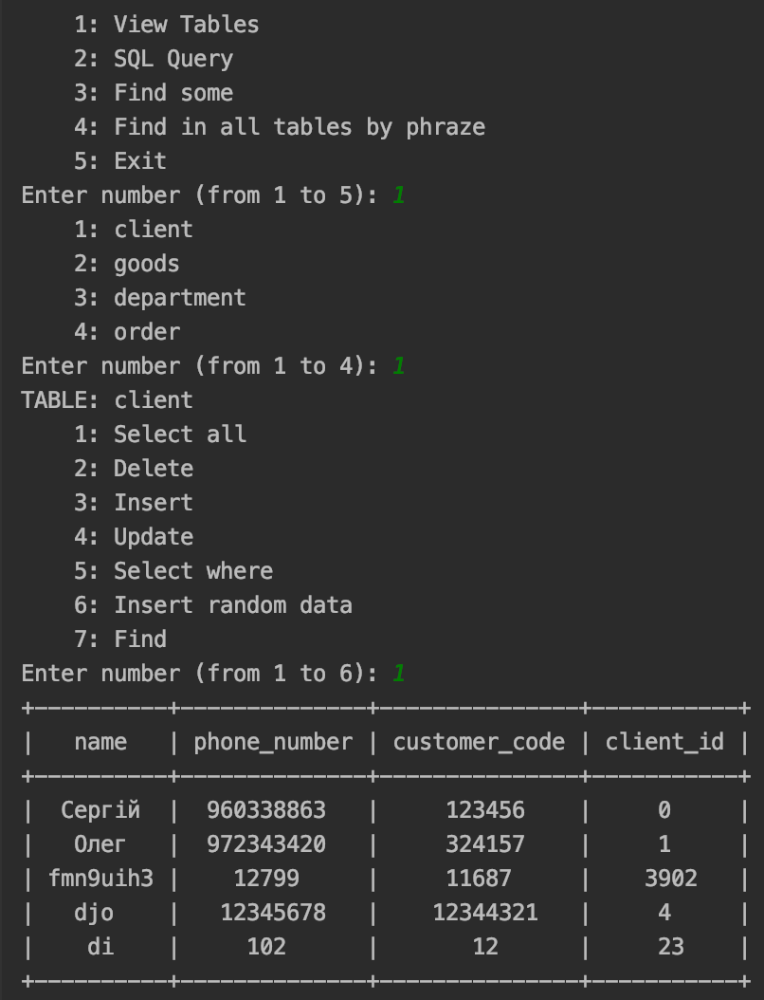 1: View Tables
2: SQL Query
3: Find some
4: Find in all tables by phraze
5: Exit
Enter number (from 1 to 5): 1
1: client
2: goods
3: department
4: order
Enter number (from 1 to 4): 1
TABLE: client
1: Select all
2: Delete
3: Insert
4: Update
5: Select where
6: Insert random data
7: Find
Enter number (from 1 to 6): 1
+----------+--------------+---------------+-----------+
| name | phone_number | customer_code | client_id |
+----------+--------------+---------------+-----------+
| Сергій | 960338863 | 123456 | 0 |
| Олег | 972343420 | 324157 | 1 |
| fmn9uih3 | 12799 | 11687 | 3902 |
| djo | 12345678 | 12344321 | 4 |
| di | 102 | 12 | 23 |
+----------+--------------+---------------+-----------+